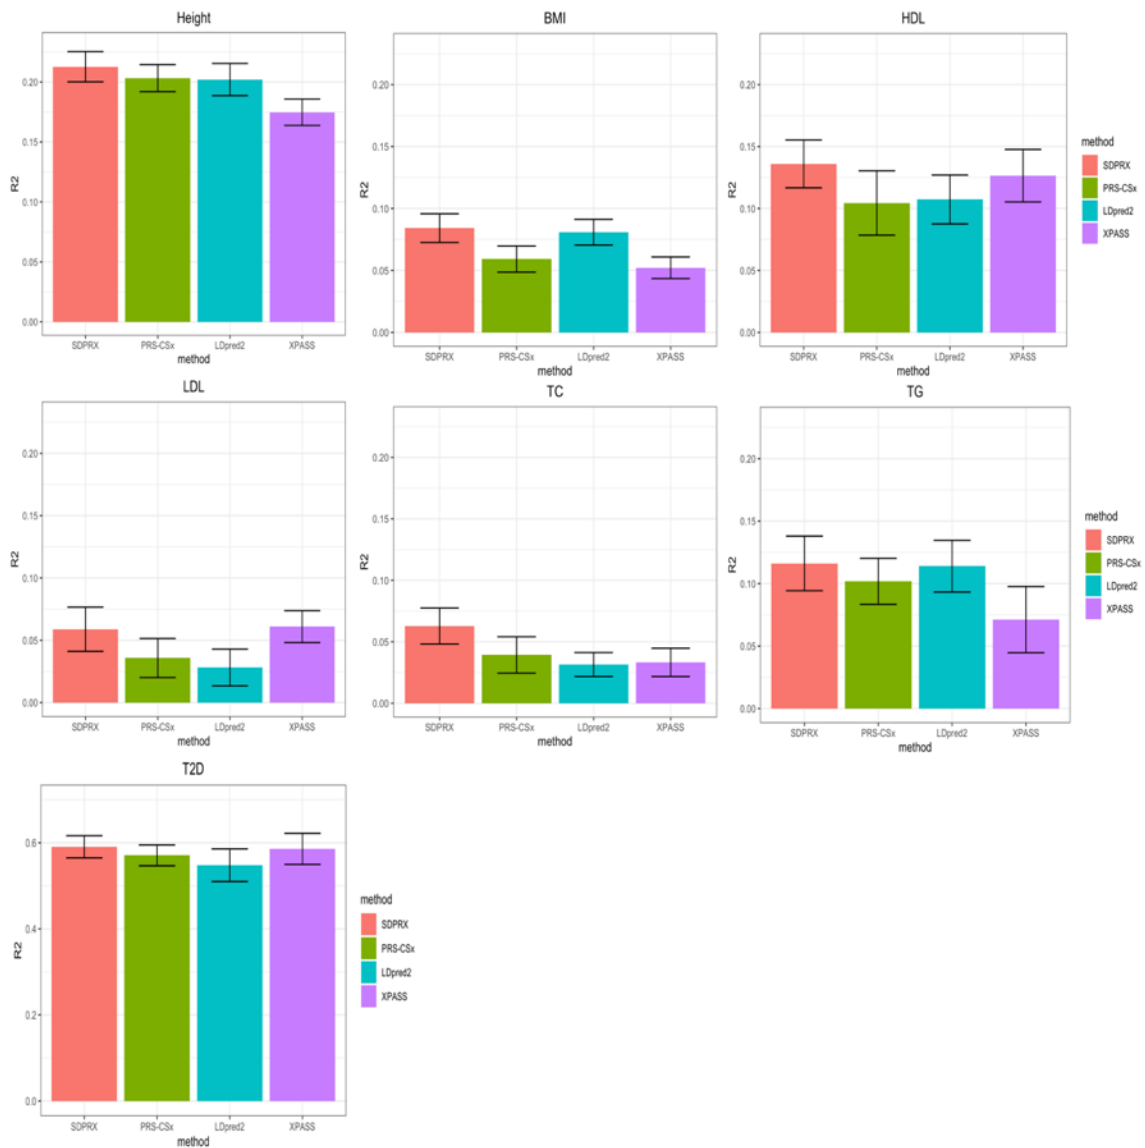 Height
R2
0.20
0.15
0.10
0.05
0.00
SDPRX PRS-CSx LDpred2 XPASS
method
BMI
R2
0.20
0.15
0.10
0.05
0.00
SDPRX PRS-CSx LDpred2 XPASS
method
HDL
R2
0.20
0.15
0.10
0.05
0.00
SDPRX PRS-CSx LDpred2 XPASS
method
method
SDPRX
PRS-CSx
LDpred2
XPASS
LDL
R2
0.20
0.15
0.10
0.05
0.00
SDPRX PRS-CSx LDpred2 XPASS
method
TC
R2
0.20
0.15
0.10
0.05
0.00
SDPRX PRS-CSx LDpred2 XPASS
method
TG
R2
0.20
0.15
0.10
0.05
0.00
SDPRX PRS-CSx LDpred2 XPASS
method
method
SDPRX
PRS-CSx
LDpred2
XPASS
T2D
R2
0.6
0.4
0.2
0.0
SDPRX PRS-CSx LDpred2 XPASS
method
method
SDPRX
PRS-CSx
LDpred2
XPASS